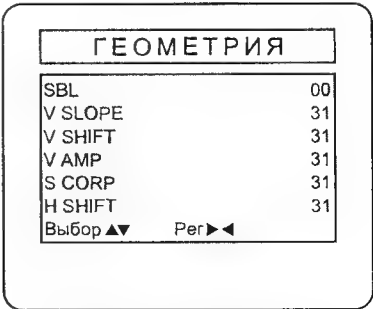 ГЕОМЕТРИЯ
SBL 00
V SLOPE 31
V SHIFT 31
V AMP 31
S CORP 31
H SHIFT 31
Выбор ▲▼ Рег ►◄